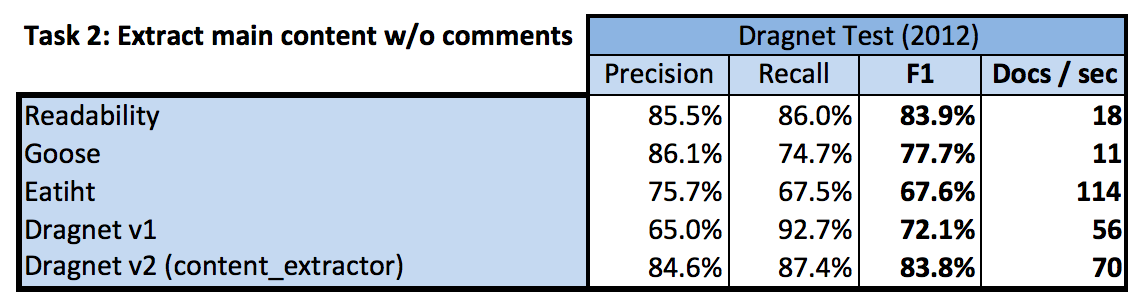 Task 2: Extract main content w/o comments Dragnet Test (2012)
Precision Recall F1 Docs / sec
Readability 85.5% 86.0% 83.9% 18
Goose 86.1% 74.7% 77.7% 11
Eatiht 75.7% 67.5% 67.6% 114
Dragnet v1 65.0% 92.7% 72.1% 56
Dragnet v2 (content_extractor) 84.6% 87.4% 83.8% 70